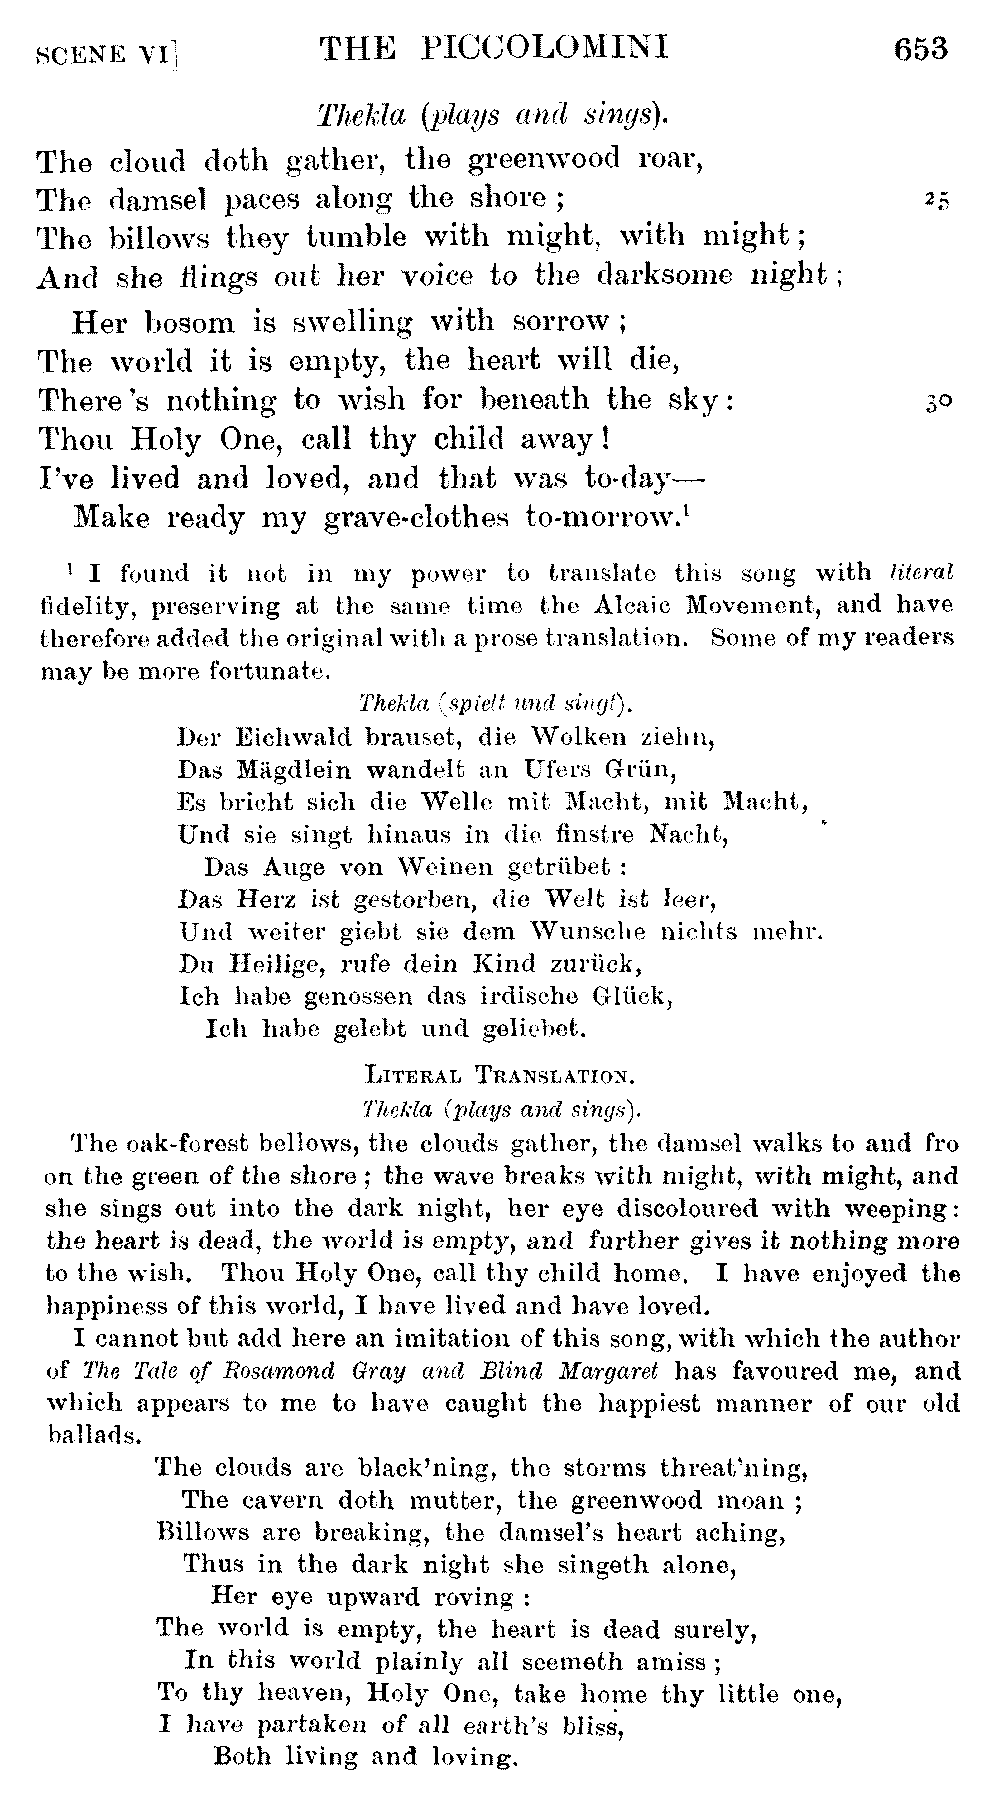 SCENE VI] THE PICCOLOMINI 653
Thekla (plays and sings).
The cloud doth gather, the greenwood roar,
The damsel paces along the shore ; 25
The billows they tumble with might, with might ;
And she flings out her voice to the darksome night ;
Her bosom is swelling with sorrow ;
The world it is empty, the heart will die,
There's nothing to wish for beneath the sky : 30
Thou Holy One, call thy child away !
I've lived and loved, and that was to-day—
Make ready my grave-clothes to-morrow.¹
¹ I found it not in my power to translate this song with literal
fidelity, preserving at the same time the Alcaic Movement, and have
therefore added the original with a prose translation. Some of my readers
may be more fortunate.
Thekla (spielt und singt).
Der Eichwald brauset, die Wolken ziehn,
Das Mägdlein wandelt an Ufers Grün,
Es bricht sich die Welle mit Macht, mit Macht,
Und sie singt hinaus in die finstre Nacht,
Das Auge von Weinen getrübet :
Das Herz ist gestorben, die Welt ist leer,
Und weiter giebt sie dem Wunsche nichts mehr.
Du Heilige, rufe dein Kind zurück,
Ich habe genossen das irdische Glück,
Ich habe gelebt und geliebet.
LITERAL TRANSLATION.
Thekla (plays and sings).
The oak-forest bellows, the clouds gather, the damsel walks to and fro
on the green of the shore ; the wave breaks with might, with might, and
she sings out into the dark night, her eye discoloured with weeping :
the heart is dead, the world is empty, and further gives it nothing more
to the wish. Thou Holy One, call thy child home. I have enjoyed the
happiness of this world, I have lived and have loved.
I cannot but add here an imitation of this song, with which the author
of The Tale of Rosamond Gray and Blind Margaret has favoured me, and
which appears to me to have caught the happiest manner of our old
ballads.
The clouds are black'ning, the storms threat'ning,
The cavern doth mutter, the greenwood moan ;
Billows are breaking, the damsel's heart aching,
Thus in the dark night she singeth alone,
Her eye upward roving :
The world is empty, the heart is dead surely,
In this world plainly all seemeth amiss ;
To thy heaven, Holy One, take home thy little one,
I have partaken of all earth's bliss,
Both living and loving.